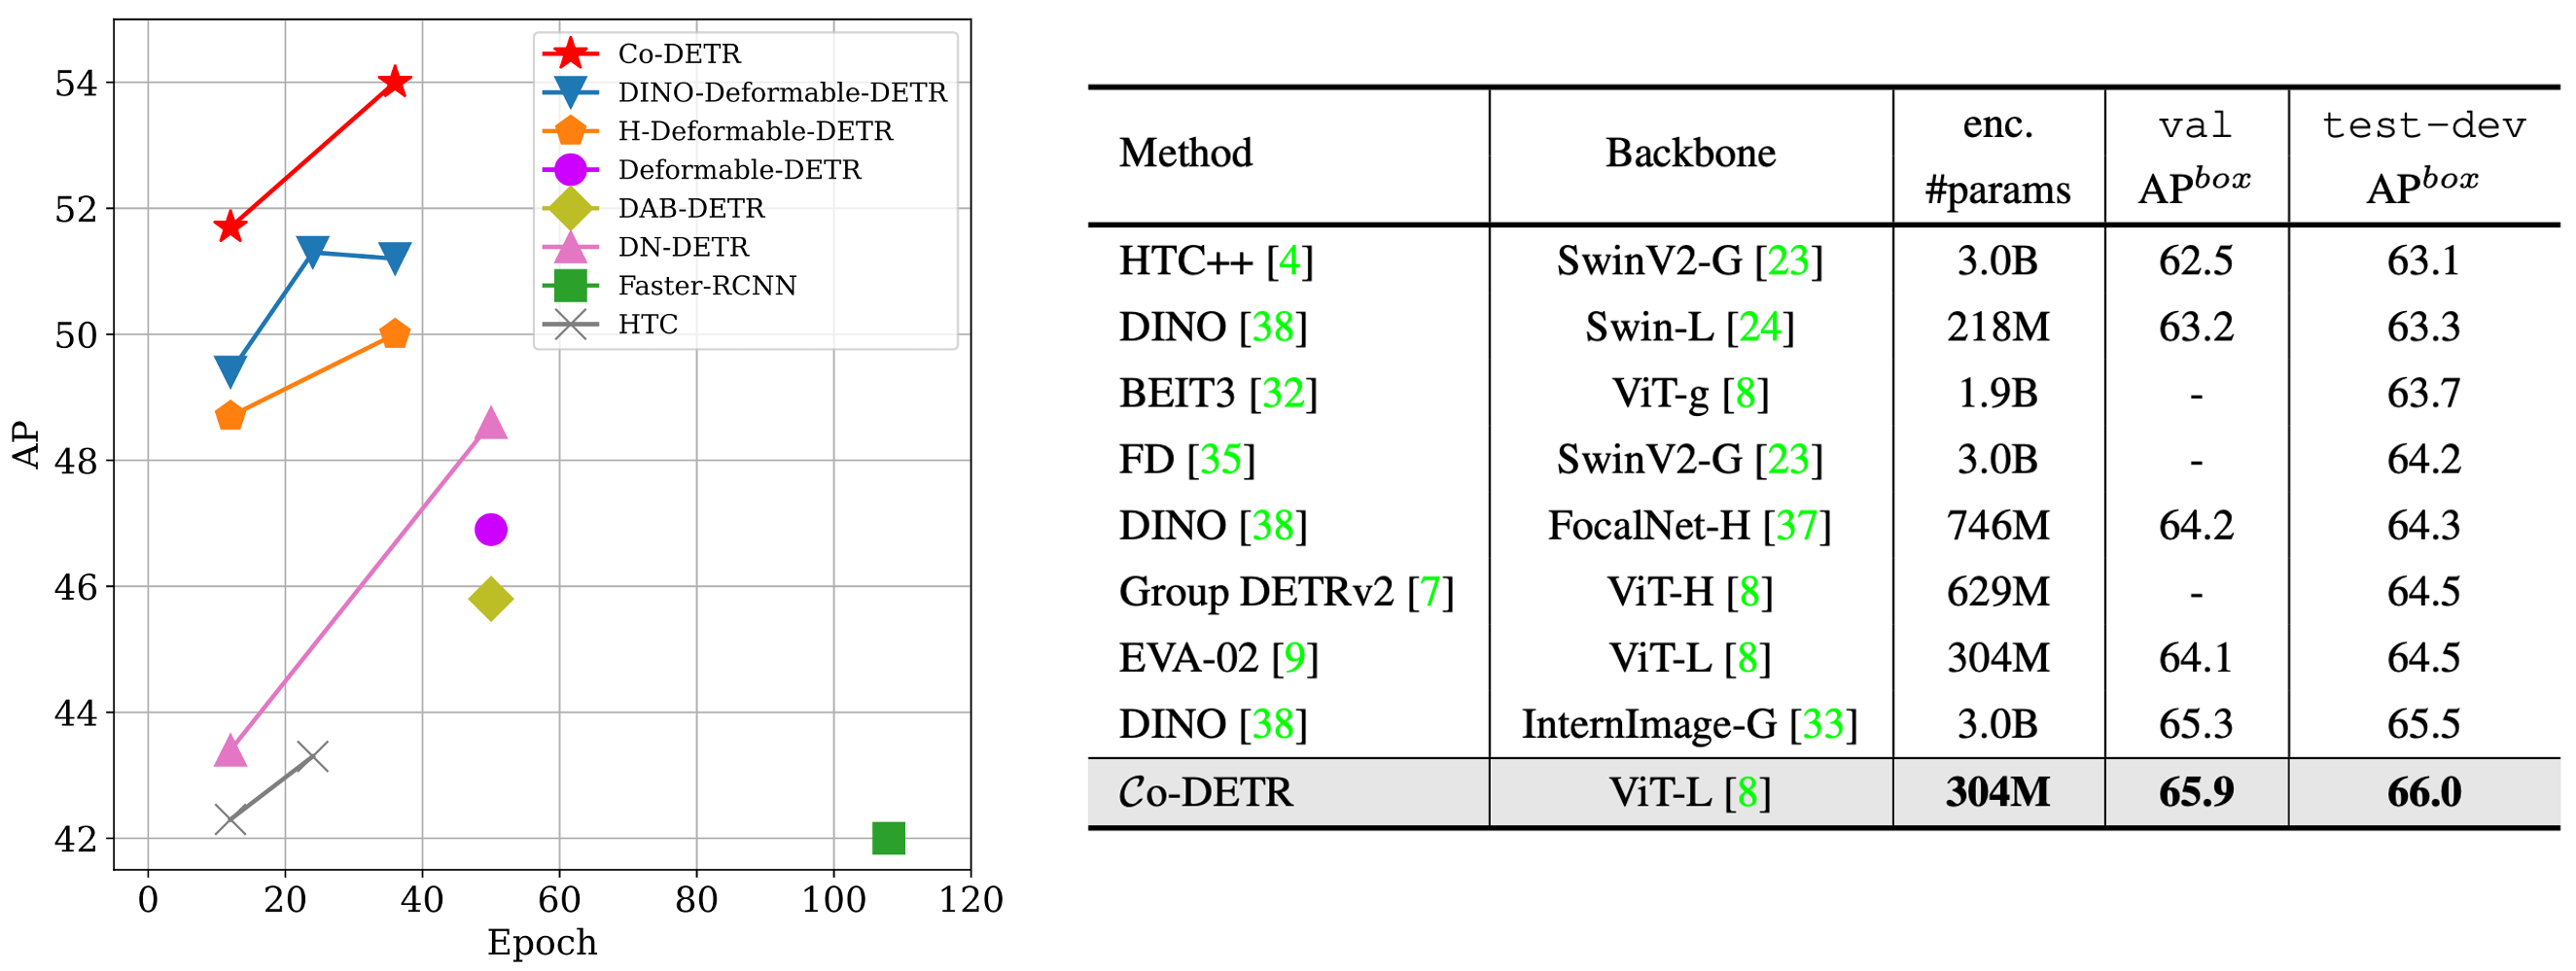 54
52
50
48
46
44
42
AP
0 20 40 60 80 100 120
Epoch
Co-DETR
DINO-Deformable-DETR
H-Deformable-DETR
Deformable-DETR
DAB-DETR
DN-DETR
Faster-RCNN
HTC
Method Backbone enc. #params val AP^box test-dev AP^box
HTC++ [4] SwinV2-G [23] 3.0B 62.5 63.1
DINO [38] Swin-L [24] 218M 63.2 63.3
BEIT3 [32] ViT-g [8] 1.9B - 63.7
FD [35] SwinV2-G [23] 3.0B - 64.2
DINO [38] FocalNet-H [37] 746M 64.2 64.3
Group DETRv2 [7] ViT-H [8] 629M - 64.5
EVA-02 [9] ViT-L [8] 304M 64.1 64.5
DINO [38] InternImage-G [33] 3.0B 65.3 65.5
Co-DETR ViT-L [8] 304M 65.9 66.0